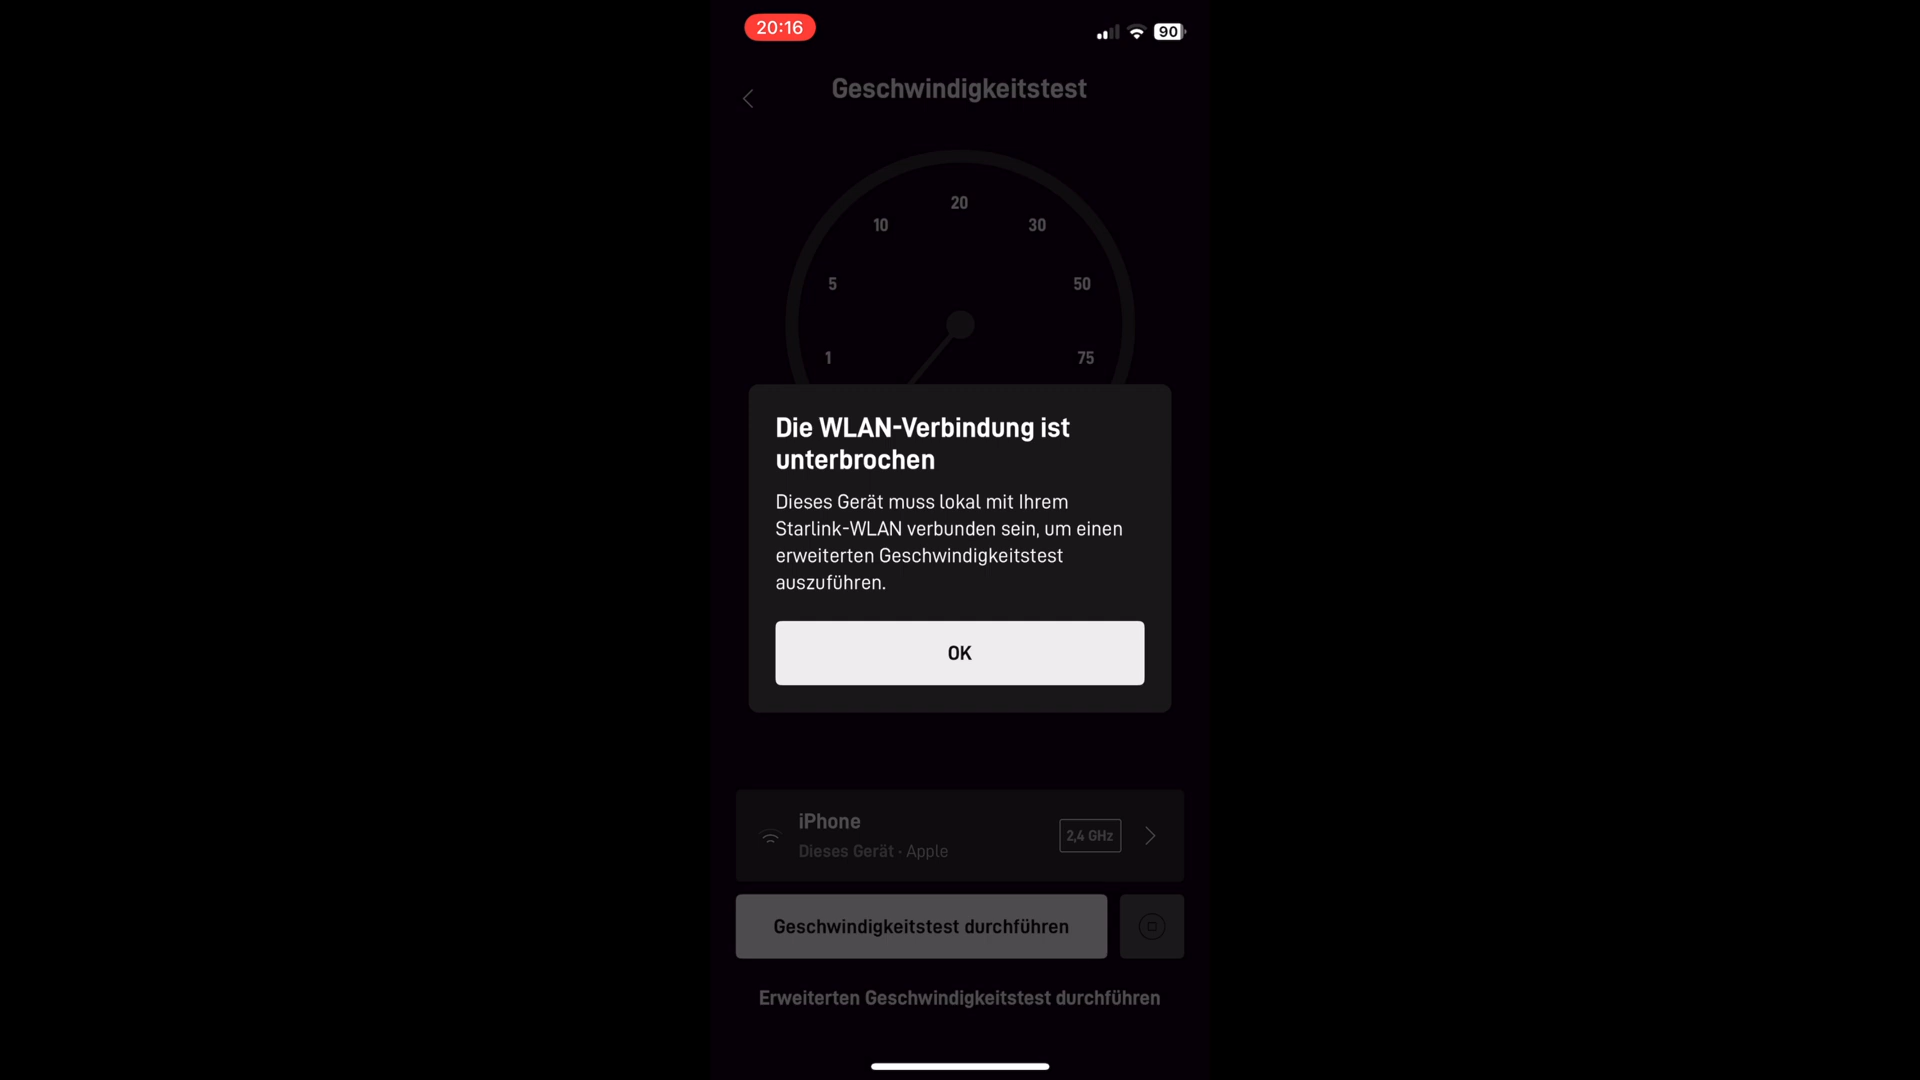 20:16
90
Geschwindigkeitstest
20
10
30
5
50
1
75
Die WLAN-Verbindung ist
unterbrochen
Dieses Gerät muss lokal mit Ihrem
Starlink-WLAN verbunden sein, um einen
erweiterten Geschwindigkeitstest
auszuführen.
OK
iPhone
2,4 GHz
Dieses Gerät · Apple
Geschwindigkeitstest durchführen
Erweiterten Geschwindigkeitstest durchführen